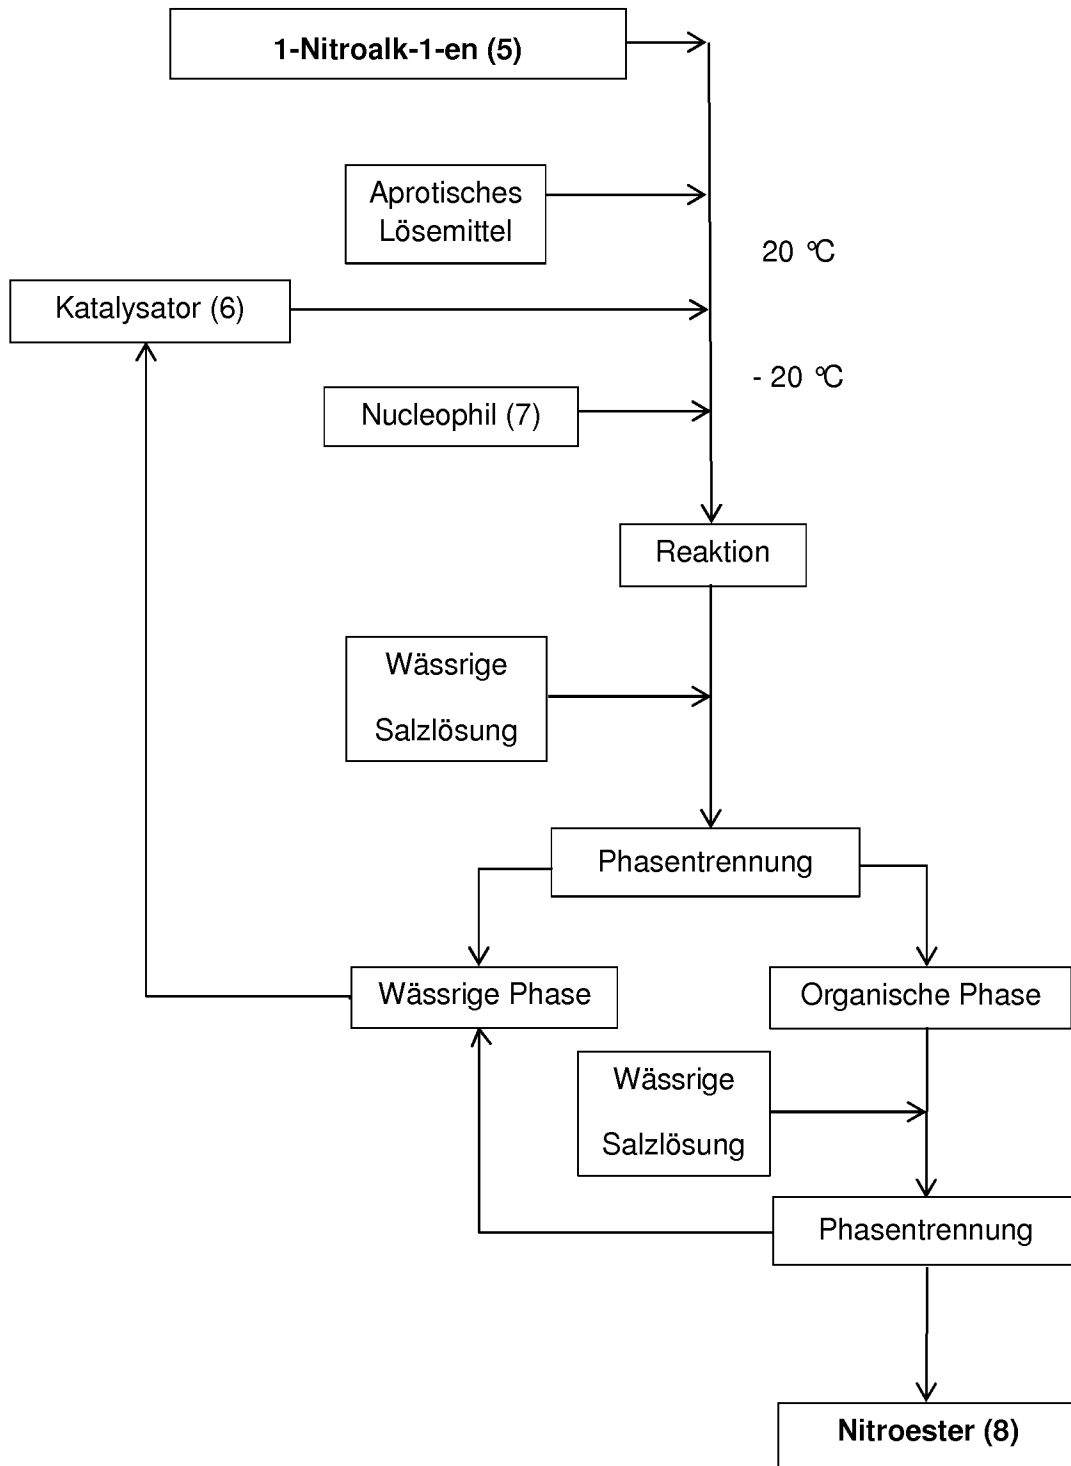 1-Nitroalk-1-en (5)
Aprotisches
Lösemittel
20 °C
Katalysator (6)
- 20 °C
Nucleophil (7)
Reaktion
Wässrige
Salzlösung
Phasentrennung
Wässrige Phase
Organische Phase
Wässrige
Salzlösung
Phasentrennung
Nitroester (8)